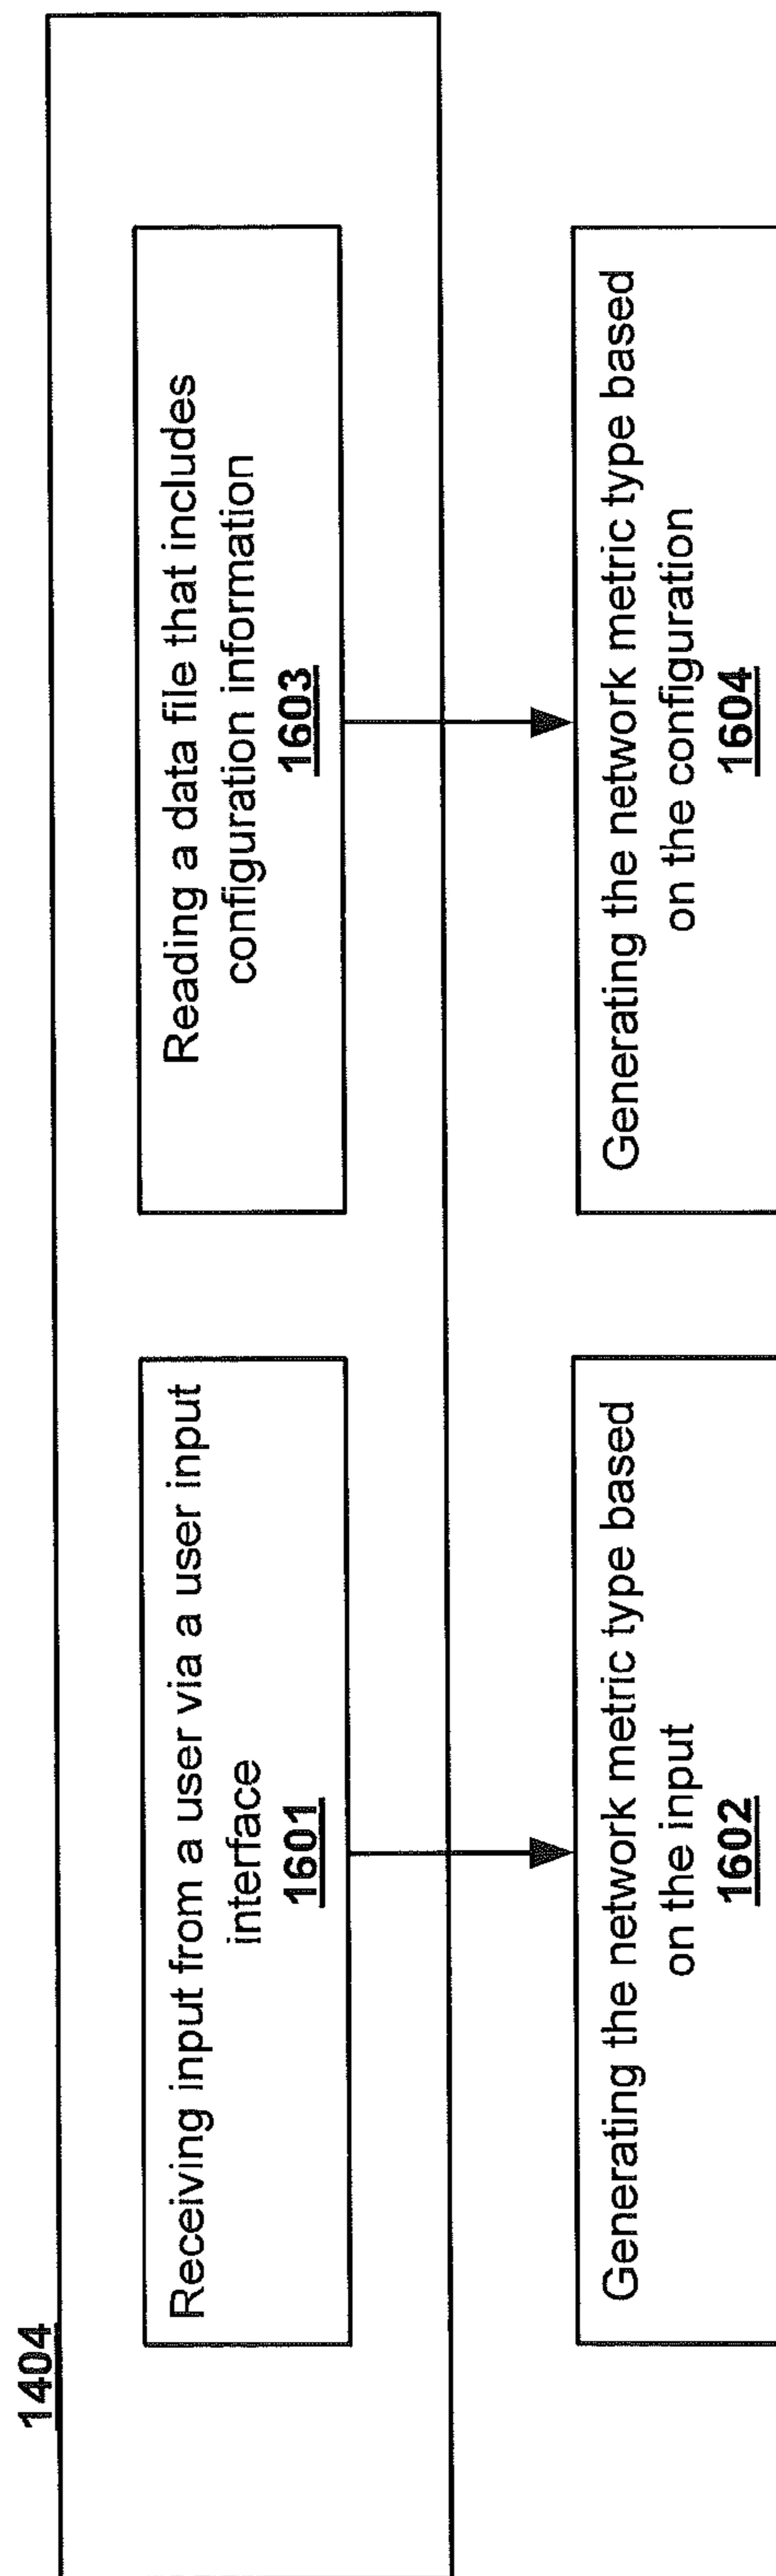 1404
Receiving input from a user via a user input
interface
1601
Reading a data file that includes
configuration information
1603
Generating the network metric type based
on the input
1602
Generating the network metric type based
on the configuration
1604